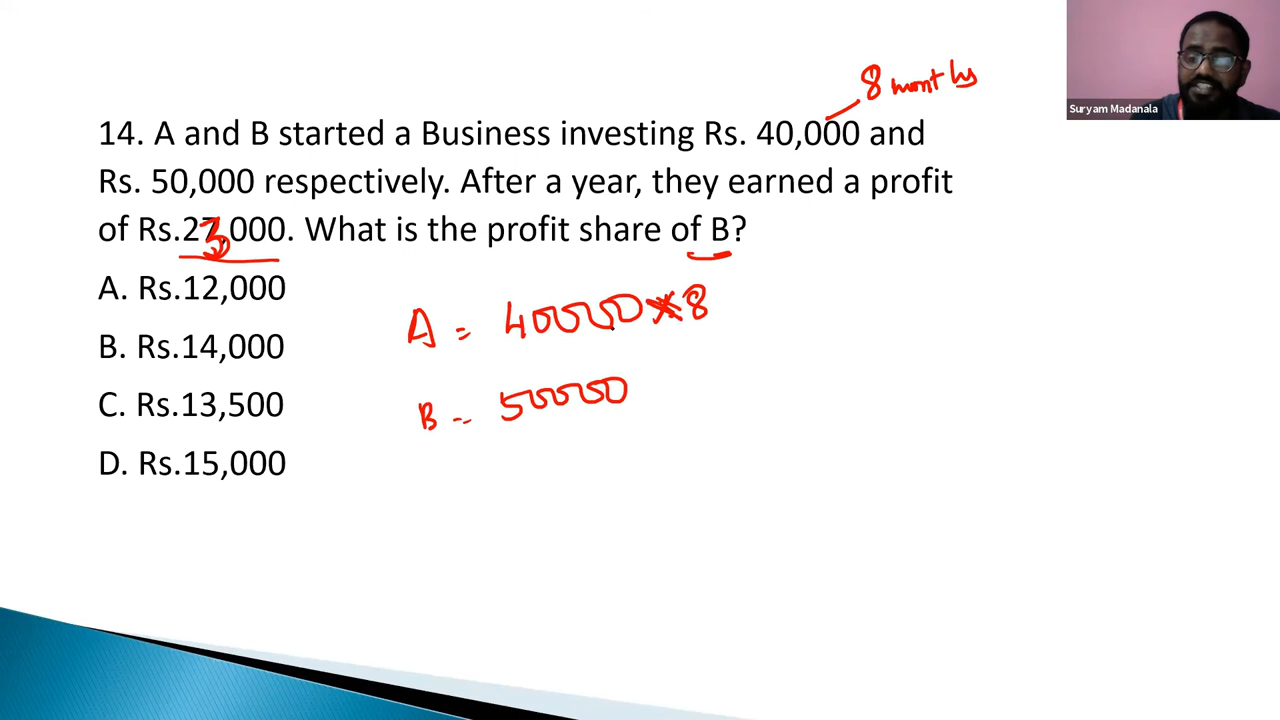 8 months
Suryam Madanala
14. A and B started a Business investing Rs. 40,000 and
Rs. 50,000 respectively. After a year, they earned a profit
of Rs.23,000. What is the profit share of B?
A. Rs.12,000
A = 40000*8
B. Rs.14,000
B = 50000
C. Rs.13,500
D. Rs.15,000